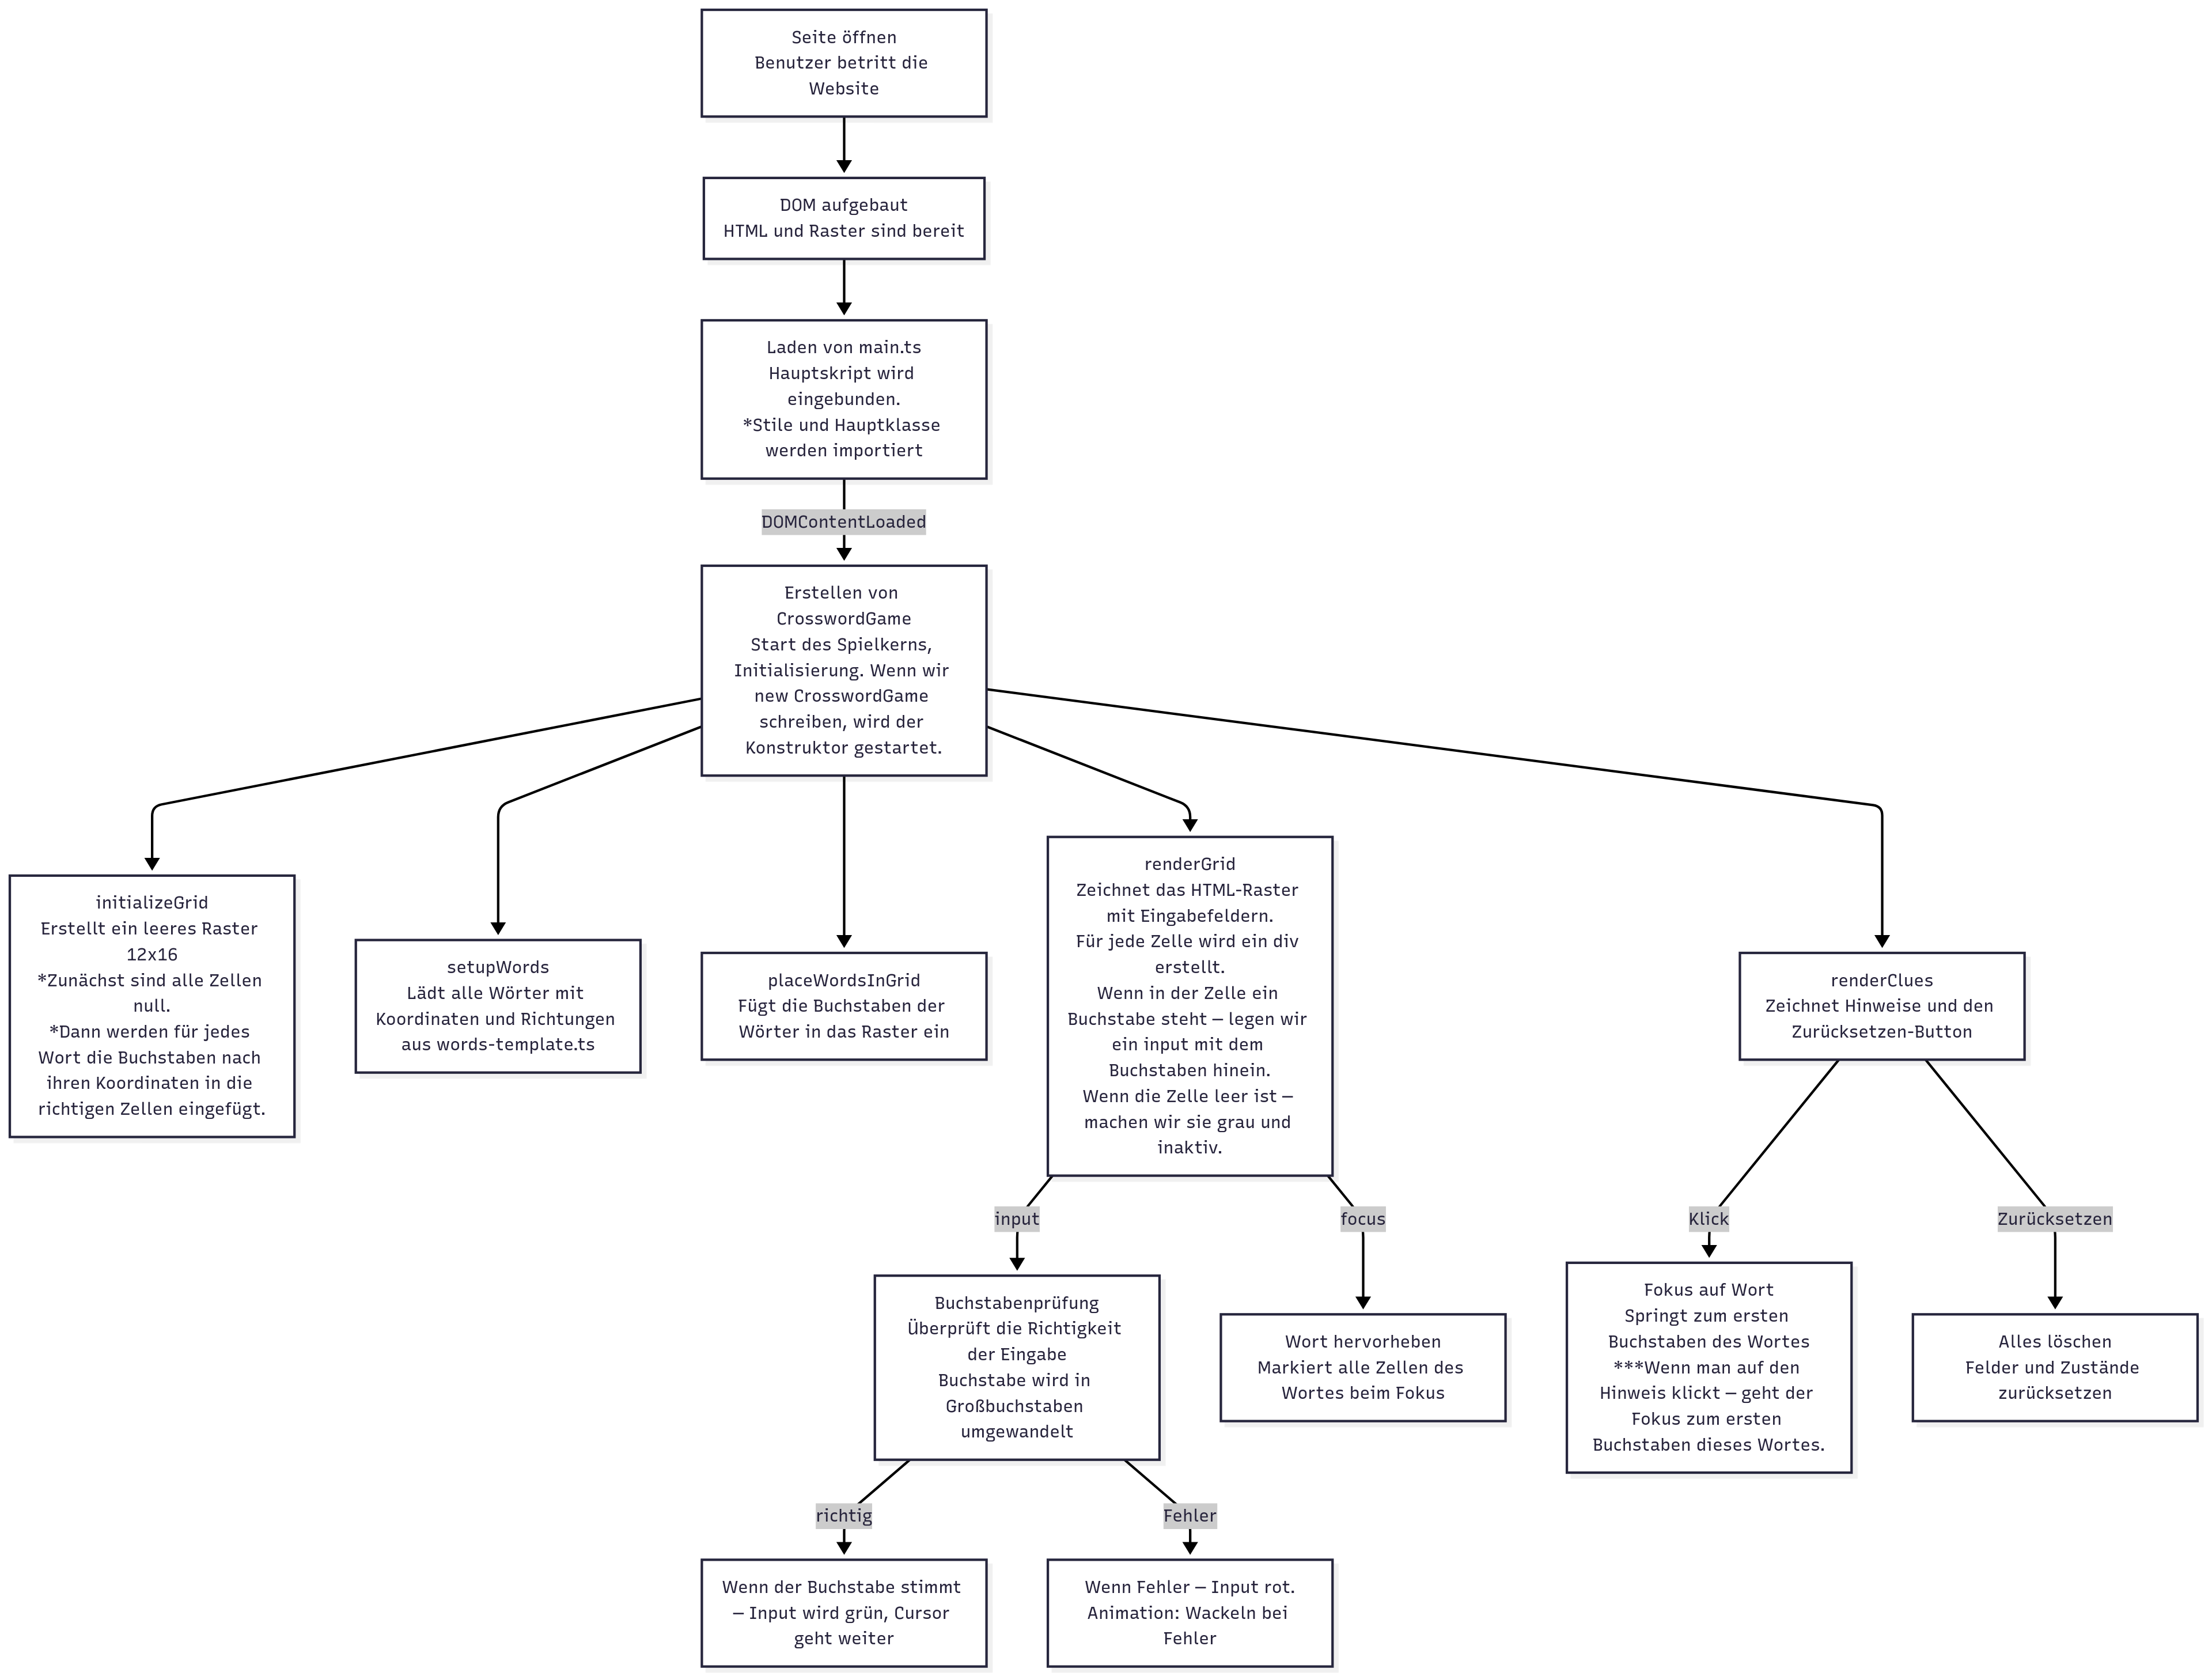 Seite öffnen
Benutzer betritt die
Website
DOM aufgebaut
HTML und Raster sind bereit
Laden von main.ts
Hauptskript wird
eingebunden.
*Stile und Hauptklasse
werden importiert
DOMContentLoaded
Erstellen von
CrosswordGame
Start des Spielkerns,
Initialisierung. Wenn wir
new CrosswordGame
schreiben, wird der
Konstruktor gestartet.
initializeGrid
Erstellt ein leeres Raster
12x16
*Zunächst sind alle Zellen
null.
*Dann werden für jedes
Wort die Buchstaben nach
ihren Koordinaten in die
richtigen Zellen eingefügt.
setupWords
Lädt alle Wörter mit
Koordinaten und Richtungen
aus words-template.ts
placeWordsInGrid
Fügt die Buchstaben der
Wörter in das Raster ein
renderGrid
Zeichnet das HTML-Raster
mit Eingabefeldern.
Für jede Zelle wird ein div
erstellt.
Wenn in der Zelle ein
Buchstabe steht – legen wir
ein input mit dem
Buchstaben hinein.
Wenn die Zelle leer ist –
machen wir sie grau und
inaktiv.
renderClues
Zeichnet Hinweise und den
Zurücksetzen-Button
input
focus
Klick
Zurücksetzen
Buchstabenprüfung
Überprüft die Richtigkeit
der Eingabe
Buchstabe wird in
Großbuchstaben
umgewandelt
Wort hervorheben
Markiert alle Zellen des
Wortes beim Fokus
Fokus auf Wort
Springt zum ersten
Buchstaben des Wortes
***Wenn man auf den
Hinweis klickt – geht der
Fokus zum ersten
Buchstaben dieses Wortes.
Alles löschen
Felder und Zustände
zurücksetzen
richtig
Fehler
Wenn der Buchstabe stimmt
– Input wird grün, Cursor
geht weiter
Wenn Fehler – Input rot.
Animation: Wackeln bei
Fehler